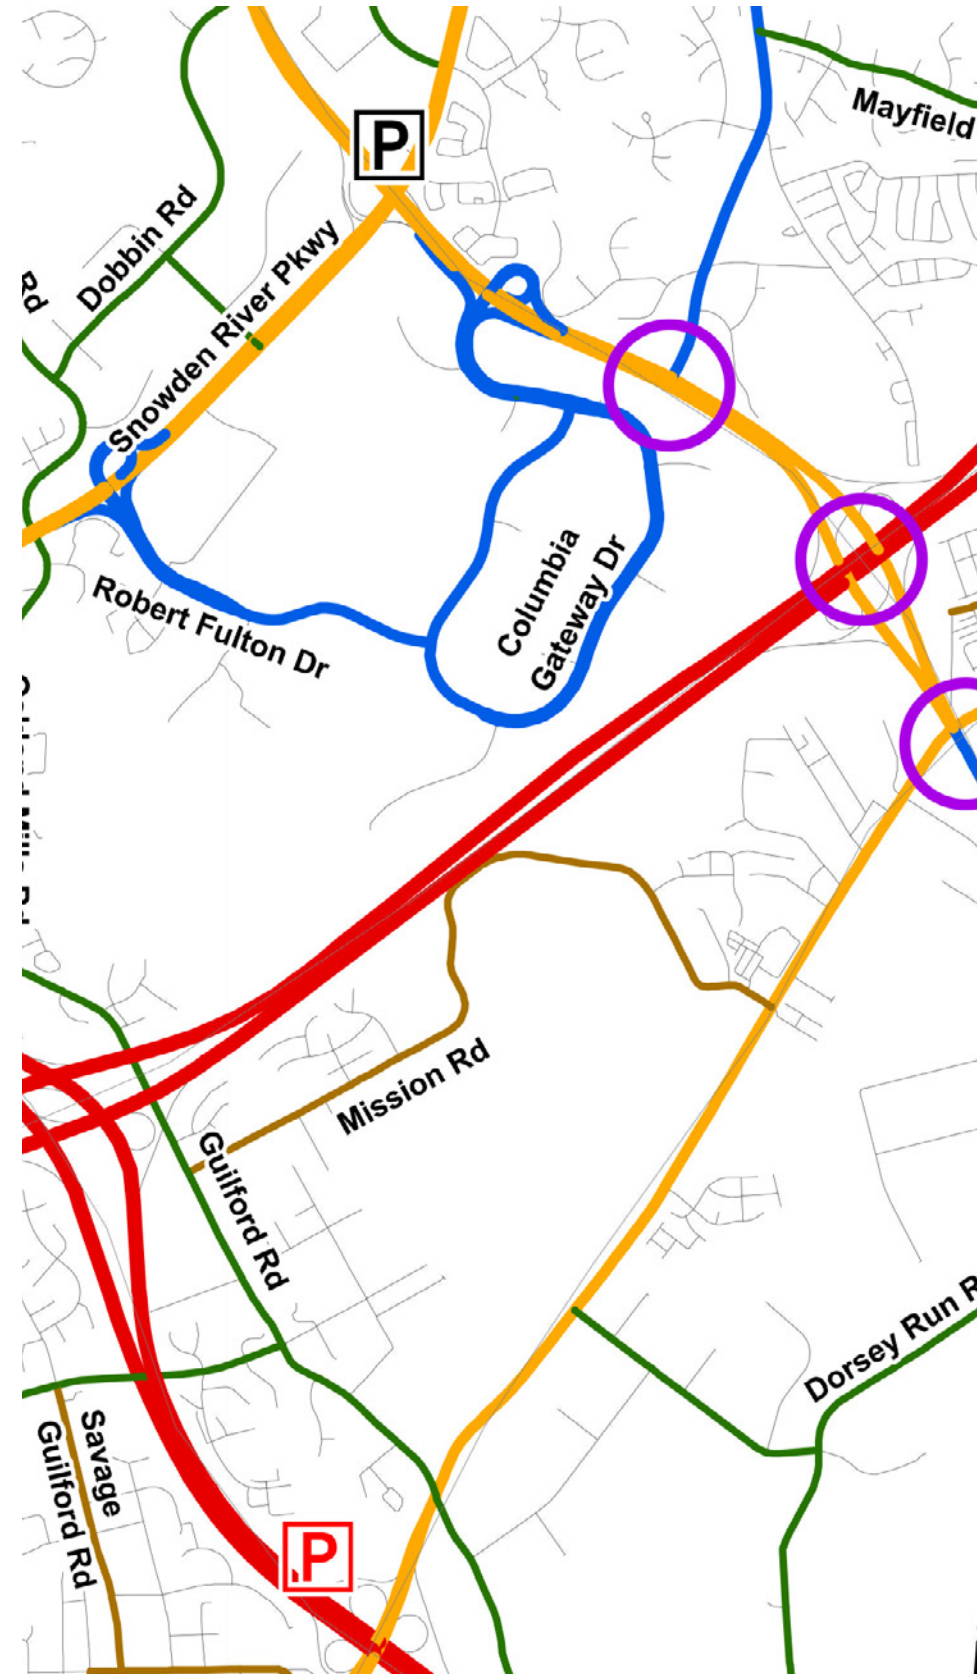 P
Mayfield
Dobbin Rd
Rd
Snowden River Pkwy
Columbia
Gateway Dr
Robert Fulton Dr
Mission Rd
Guilford Rd
Dorsey Run R
Savage
Guilford Rd
P